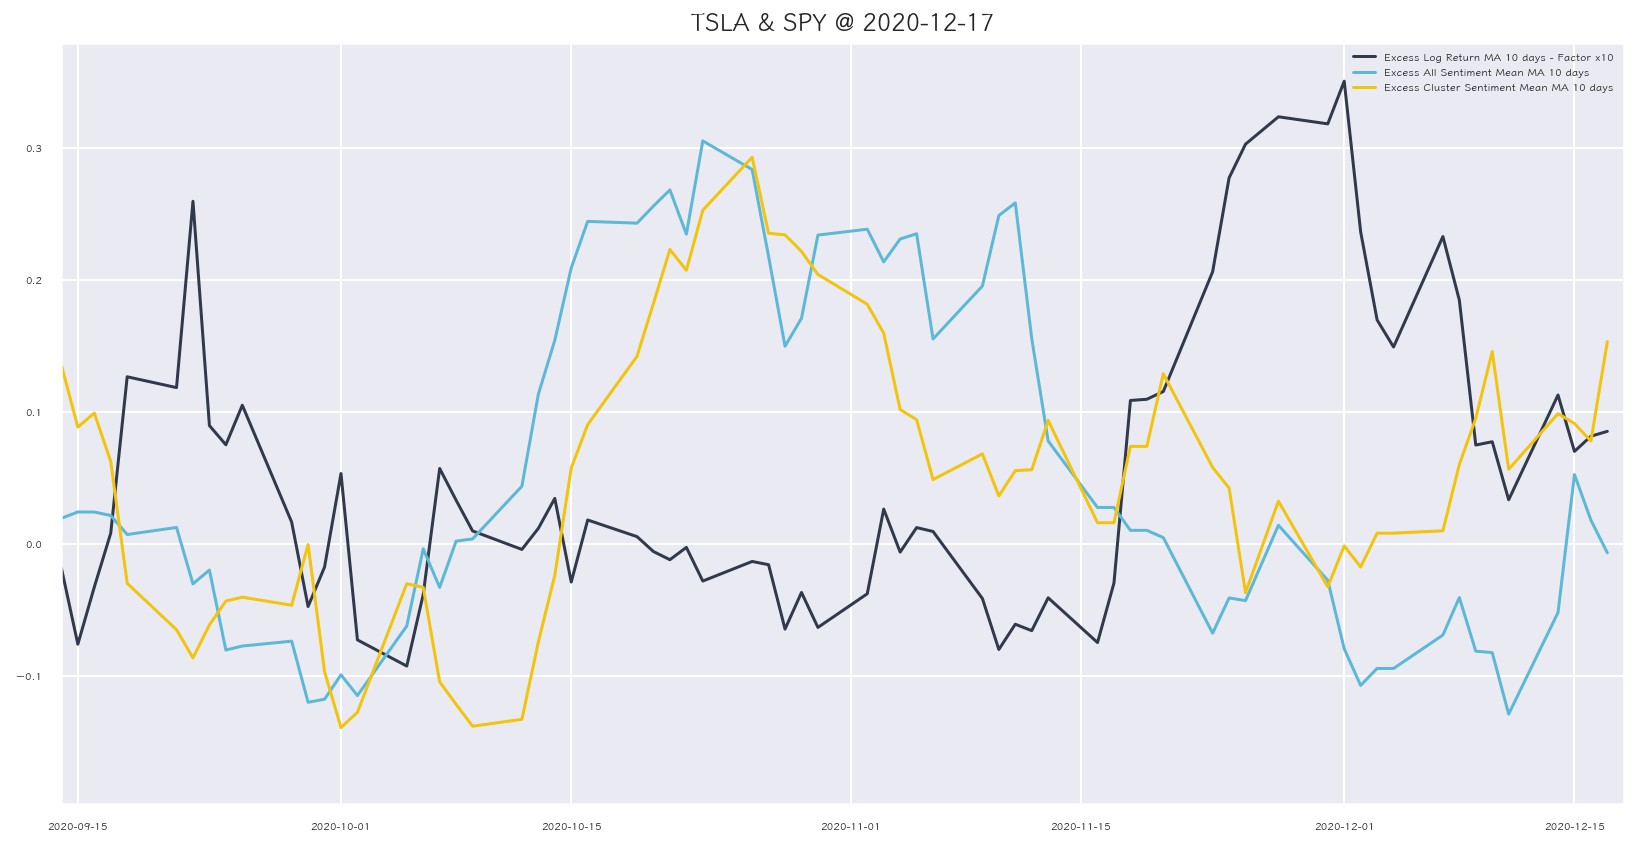 TSLA & SPY @ 2020-12-17
Excess Log Return MA 10 days - Factor x10
Excess All Sentiment Mean MA 10 days
Excess Cluster Sentiment Mean MA 10 days
0.3
0.2
0.1
0.0
−0.1
2020-09-15 2020-10-01 2020-10-15 2020-11-01 2020-11-15 2020-12-01 2020-12-15